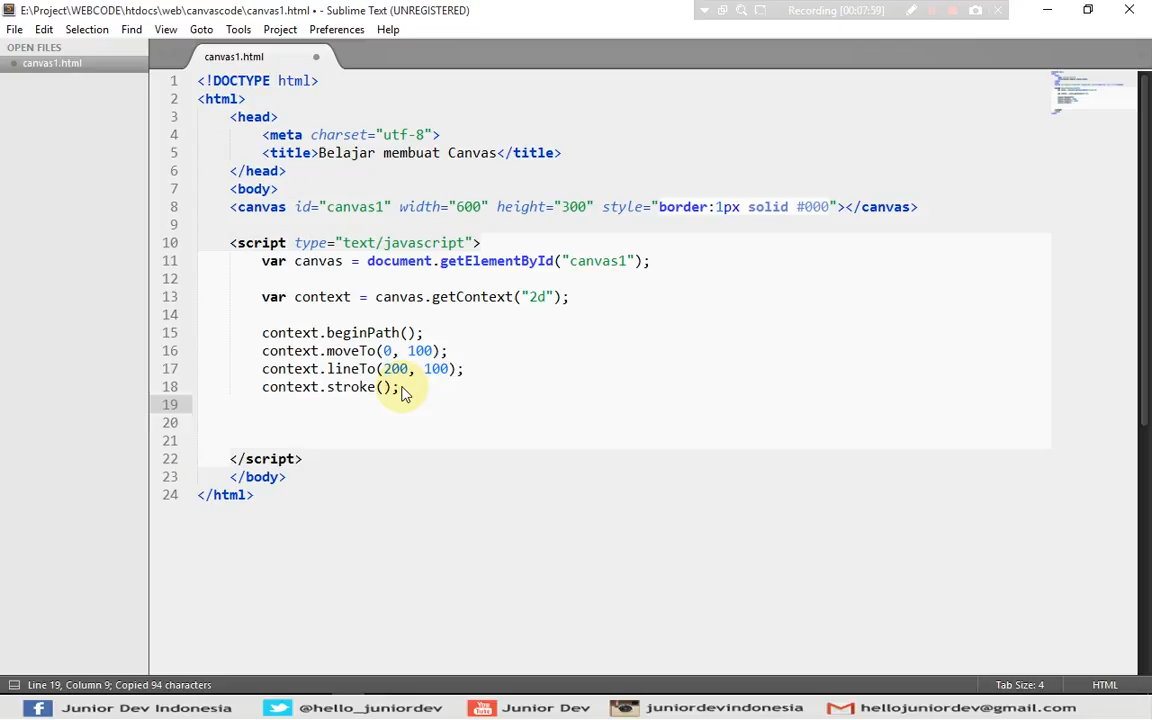 E:\Project\WEBCODE\htdocs\web\canvascode\canvas1.html • - Sublime Text (UNREGISTERED)
Recording [00:07:59]
File Edit Selection Find View Goto Tools Project Preferences Help
OPEN FILES
canvas1.html
canvas1.html
1 <!DOCTYPE html>
2 <html>
3 <head>
4 <meta charset="utf-8">
5 <title>Belajar membuat Canvas</title>
6 </head>
7 <body>
8 <canvas id="canvas1" width="600" height="300" style="border:1px solid #000"></canvas>
9
10 <script type="text/javascript">
11 var canvas = document.getElementById("canvas1");
12
13 var context = canvas.getContext("2d");
14
15 context.beginPath();
16 context.moveTo(0, 100);
17 context.lineTo(200, 100);
18 context.stroke();
19
20
21
22 </script>
23 </body>
24 </html>
Line 19, Column 9; Copied 94 characters Tab Size: 4 HTML
f Junior Dev Indonesia @hello_juniordev You Tube Junior Dev juniordevindonesia hellojuniordev@gmail.com